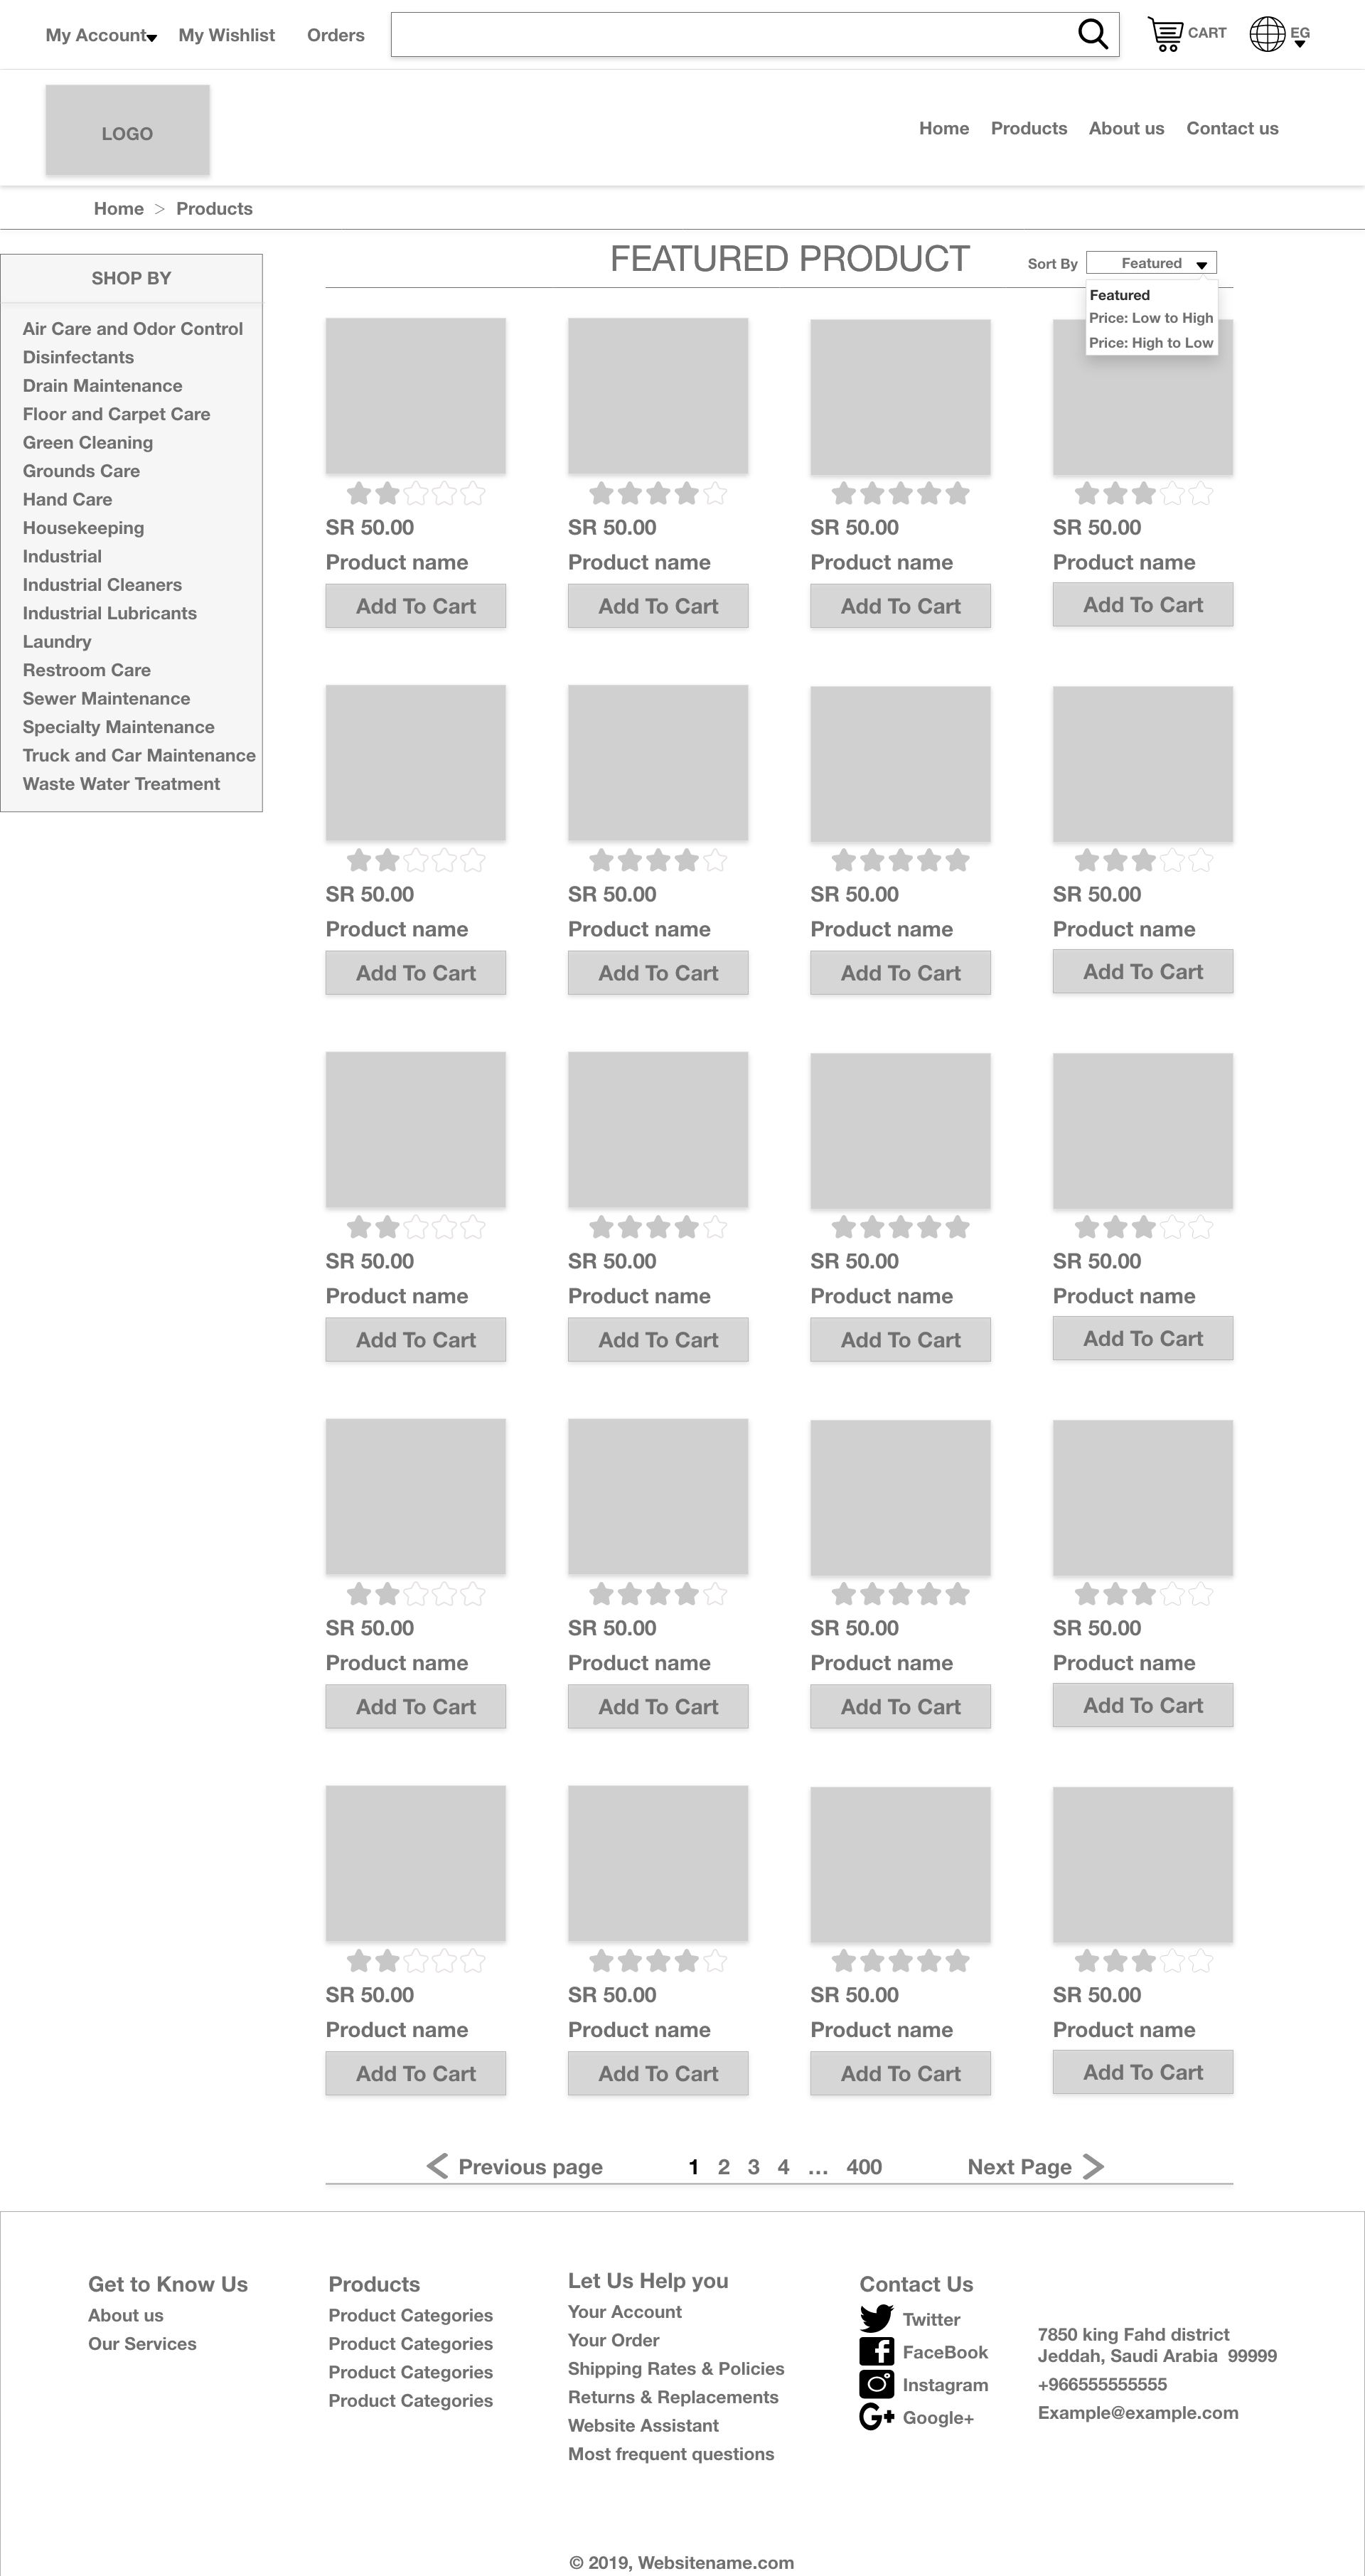 My Account My Wishlist Orders CART EG
LOGO
Home Products About us Contact us
Home > Products
SHOP BY
Air Care and Odor Control
Disinfectants
Drain Maintenance
Floor and Carpet Care
Green Cleaning
Grounds Care
Hand Care
Housekeeping
Industrial
Industrial Cleaners
Industrial Lubricants
Laundry
Restroom Care
Sewer Maintenance
Specialty Maintenance
Truck and Car Maintenance
Waste Water Treatment
FEATURED PRODUCT
Sort By Featured
Featured
Price: Low to High
Price: High to Low
SR 50.00 SR 50.00 SR 50.00 SR 50.00
Product name Product name Product name Product name
Add To Cart Add To Cart Add To Cart Add To Cart
SR 50.00 SR 50.00 SR 50.00 SR 50.00
Product name Product name Product name Product name
Add To Cart Add To Cart Add To Cart Add To Cart
SR 50.00 SR 50.00 SR 50.00 SR 50.00
Product name Product name Product name Product name
Add To Cart Add To Cart Add To Cart Add To Cart
SR 50.00 SR 50.00 SR 50.00 SR 50.00
Product name Product name Product name Product name
Add To Cart Add To Cart Add To Cart Add To Cart
SR 50.00 SR 50.00 SR 50.00 SR 50.00
Product name Product name Product name Product name
Add To Cart Add To Cart Add To Cart Add To Cart
Previous page 1 2 3 4 ... 400 Next Page
Get to Know Us
About us
Our Services
Products
Product Categories
Product Categories
Product Categories
Product Categories
Let Us Help you
Your Account
Your Order
Shipping Rates & Policies
Returns & Replacements
Website Assistant
Most frequent questions
Contact Us
Twitter
FaceBook
Instagram
Google+
7850 king Fahd district
Jeddah, Saudi Arabia 99999
+966555555555
Example@example.com
© 2019, Websitename.com